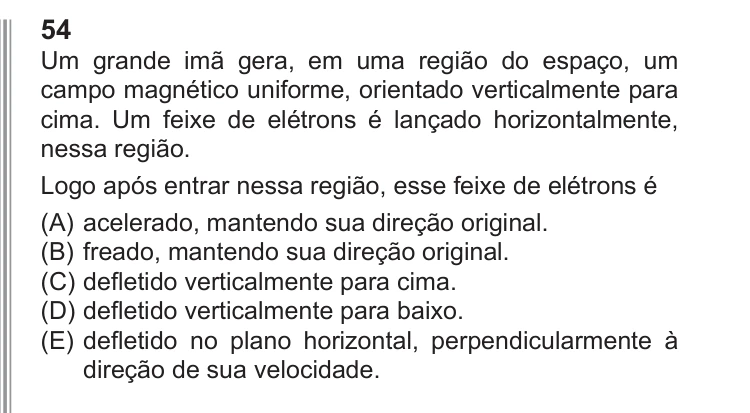 54
Um grande imã gera, em uma região do espaço, um
campo magnético uniforme, orientado verticalmente para
cima. Um feixe de elétrons é lançado horizontalmente,
nessa região.
Logo após entrar nessa região, esse feixe de elétrons é
(A) acelerado, mantendo sua direção original.
(B) freado, mantendo sua direção original.
(C) defletido verticalmente para cima.
(D) defletido verticalmente para baixo.
(E) defletido no plano horizontal, perpendicularmente à
direção de sua velocidade.